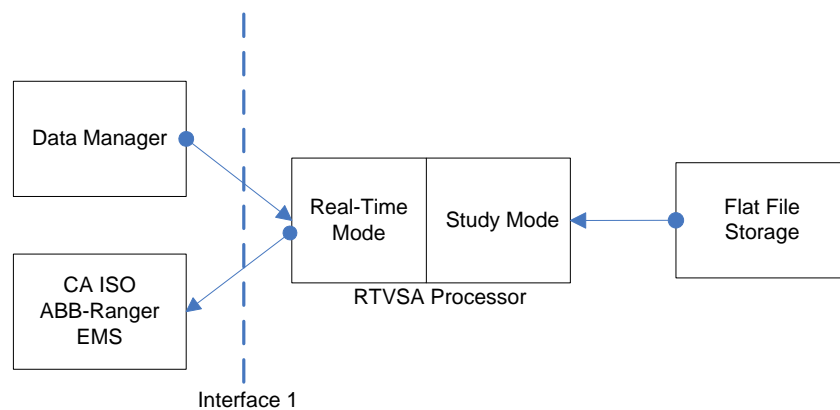 Data Manager
CA ISO
ABB-Ranger
EMS
Interface 1
Real-Time
Mode
Study Mode
RTVSA Processor
Flat File
Storage